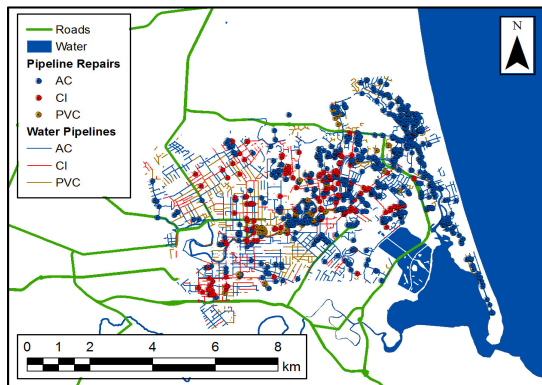 Roads
Water
Pipeline Repairs
AC
CI
PVC
Water Pipelines
AC
CI
PVC
N
0 1 2 4 6 8
km